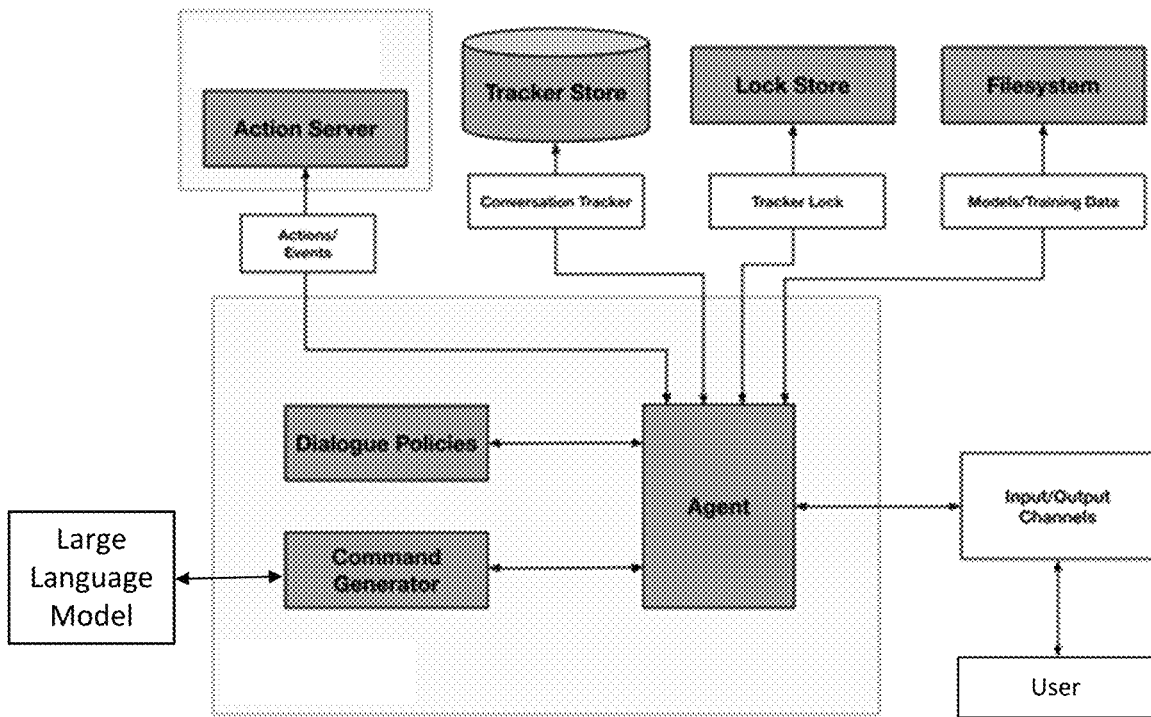 Action Server
Tracker Store
Lock Store
Filesystem
Actions/
Events
Conversation Tracker
Tracker Lock
Models/Training Data
Dialogue Policies
Agent
Input/Output
Channels
Large
Language
Model
Command
Generator
User